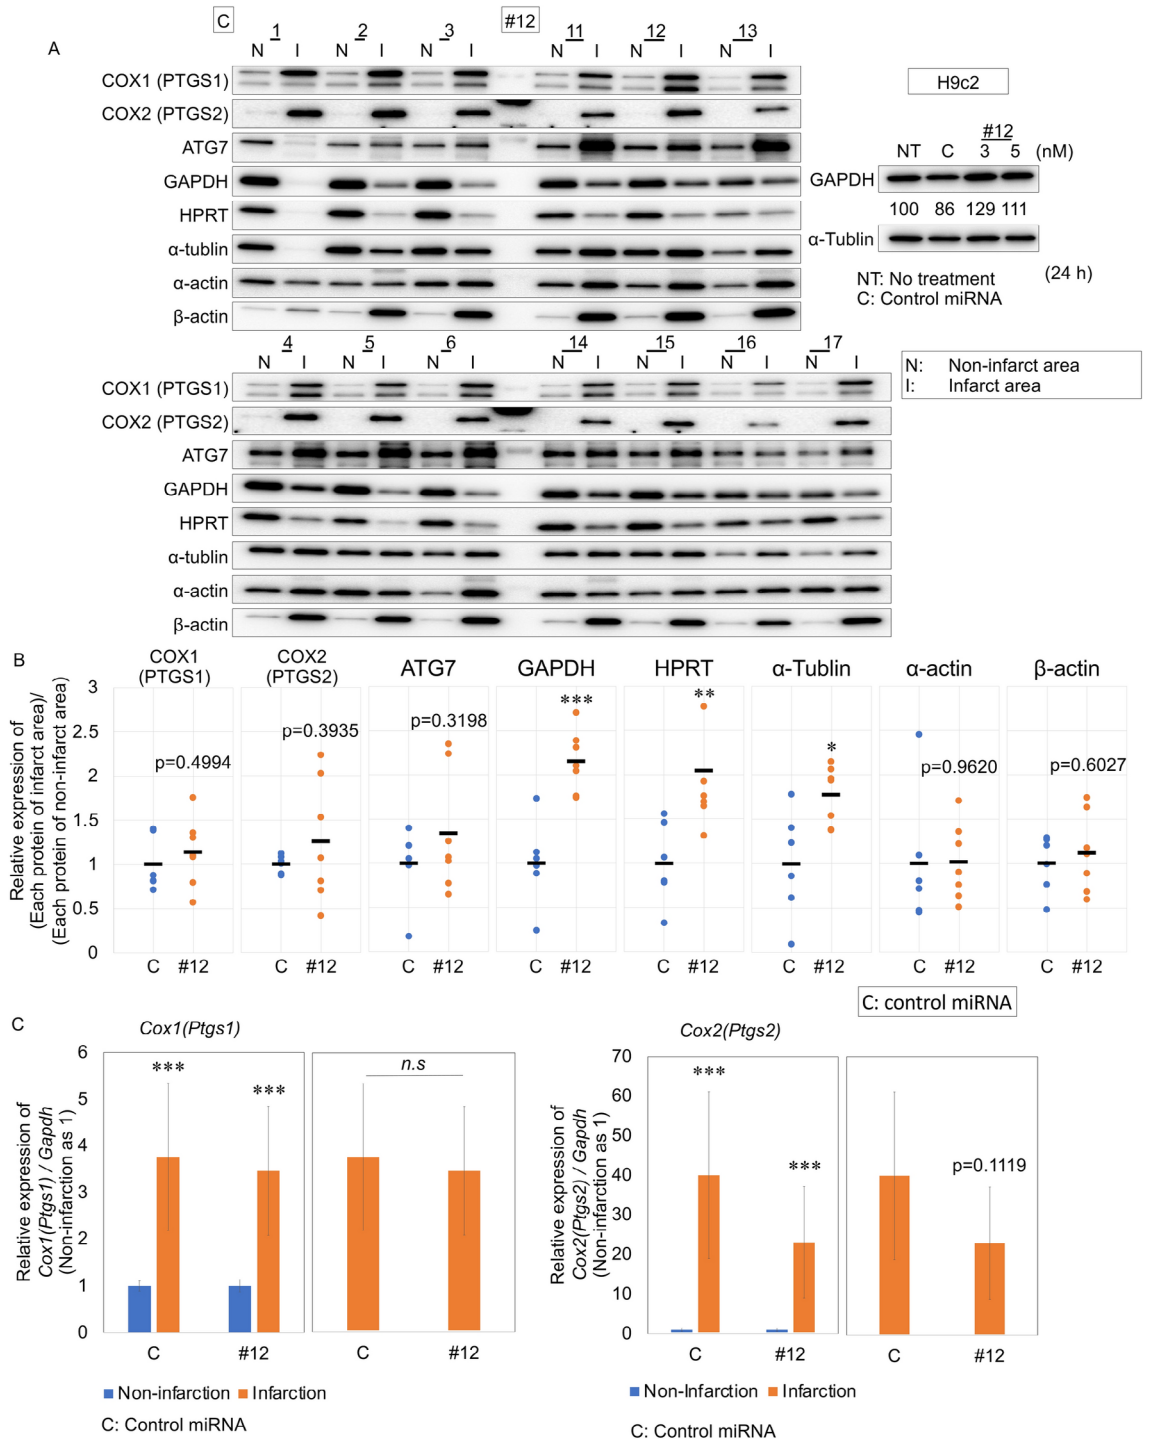 C
#12
A
1 2 3 11 12 13
N I N I N I N I N I N I
COX1 (PTGS1)
COX2 (PTGS2)
ATG7
GAPDH
HPRT
α-tublin
α-actin
β-actin
H9c2
#12
NT C 3 5 (nM)
GAPDH
100 86 129 111
α-Tublin
(24 h)
NT: No treatment
C: Control miRNA
4 5 6 14 15 16 17
N I N I N I N I N I N I N I
COX1 (PTGS1)
COX2 (PTGS2)
ATG7
GAPDH
HPRT
α-tublin
α-actin
β-actin
N: Non-infarct area
I: Infarct area
B
COX1
(PTGS1)
COX2
(PTGS2)
ATG7
GAPDH
HPRT
α-Tublin
α-actin
β-actin
Relative expression of
(Each protein of infarct area)/
(Each protein of non-infarct area)
3
2.5
2
1.5
1
0.5
0
p=0.4994
p=0.3935
p=0.3198
***
**
*
p=0.9620
p=0.6027
C #12 C #12 C #12 C #12 C #12 C #12 C #12 C #12
C: control miRNA
C
Cox1(Ptgs1)
Relative expression of
Cox1(Ptgs1) / Gapdh
(Non-infarction as 1)
6
5
4
3
2
1
0
***
***
n.s
C #12 C #12
Non-infarction Infarction
C: Control miRNA
Cox2(Ptgs2)
Relative expression of
Cox2(Ptgs2) / Gapdh
(Non-infarction as 1)
70
60
50
40
30
20
10
0
***
***
p=0.1119
C #12 C #12
Non-Infarction Infarction
C: Control miRNA